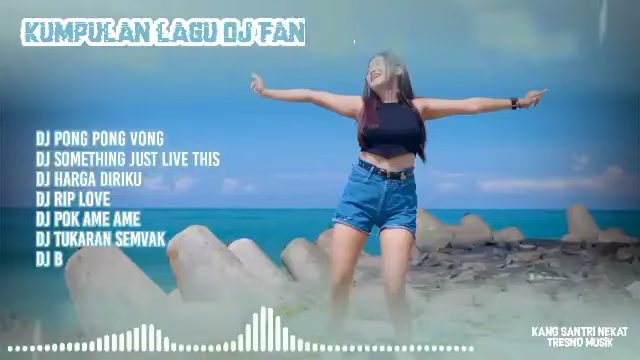 KUMPULAN LAGU DJ FAN
DJ PONG PONG VONG
DJ SOMETHING JUST LIVE THIS
DJ HARGA DIRIKU
DJ RIP LOVE
DJ POK AME AME
DJ TUKARAN SEMVAK
DJ B
KANG SANTRI NEKAT
TRESNO MUSIK